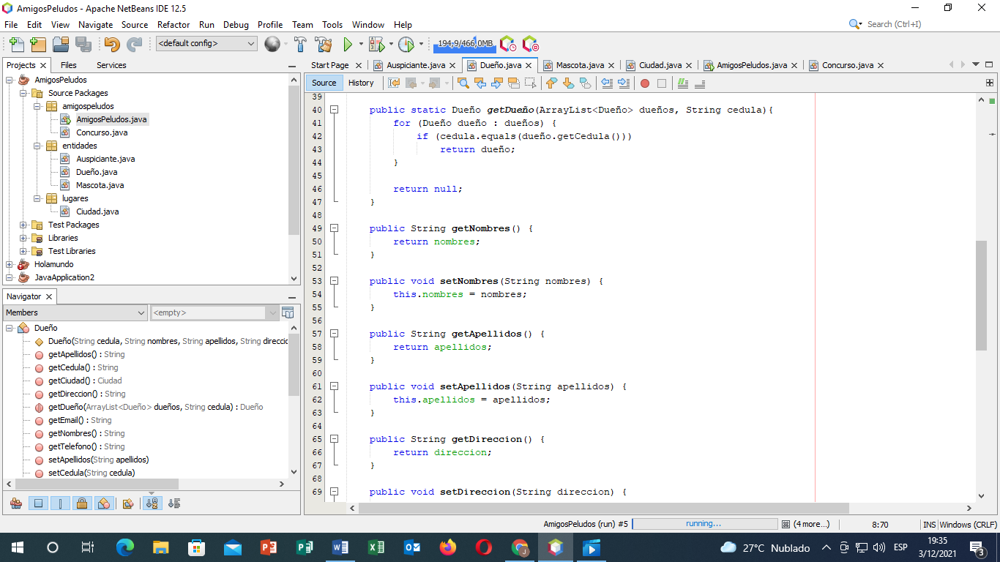 AmigosPeludos - Apache NetBeans IDE 12.5
File Edit View Navigate Source Refactor Run Debug Profile Team Tools Window Help
Search (Ctrl+I)
<default config>
194,9/466,0MB
Projects Files Services
AmigosPeludos
Source Packages
amigospeludos
AmigosPeludos.java
Concurso.java
entidades
Auspiciante.java
Dueño.java
Mascota.java
lugares
Ciudad.java
Test Packages
Libraries
Test Libraries
Holamundo
JavaApplication2
Navigator
Members
<empty>
Dueño
Dueño(String cedula, String nombres, String apellidos, String direccic
getApellidos() : String
getCedula() : String
getCiudad() : Ciudad
getDireccion() : String
getDueño(ArrayList<Dueño> dueños, String cedula) : Dueño
getEmail() : String
getNombres() : String
getTelefono() : String
setApellidos(String apellidos)
setCedula(String cedula)
Start Page Auspiciante.java Dueño.java Mascota.java Ciudad.java AmigosPeludos.java Concurso.java
Source History
39
40 public static Dueño getDueño(ArrayList<Dueño> dueños, String cedula){
41 for (Dueño dueño : dueños) {
42 if (cedula.equals(dueño.getCedula()))
43 return dueño;
44 }
45
46 return null;
47 }
48
49 public String getNombres() {
50 return nombres;
51 }
52
53 public void setNombres(String nombres) {
54 this.nombres = nombres;
55 }
56
57 public String getApellidos() {
58 return apellidos;
59 }
60
61 public void setApellidos(String apellidos) {
62 this.apellidos = apellidos;
63 }
64
65 public String getDireccion() {
66 return direccion;
67 }
68
69 public void setDireccion(String direccion) {
AmigosPeludos (run) #5 running... (4 more...) 8:70 INS Windows (CRLF)
27°C Nublado ESP
19:35
3/12/2021
3